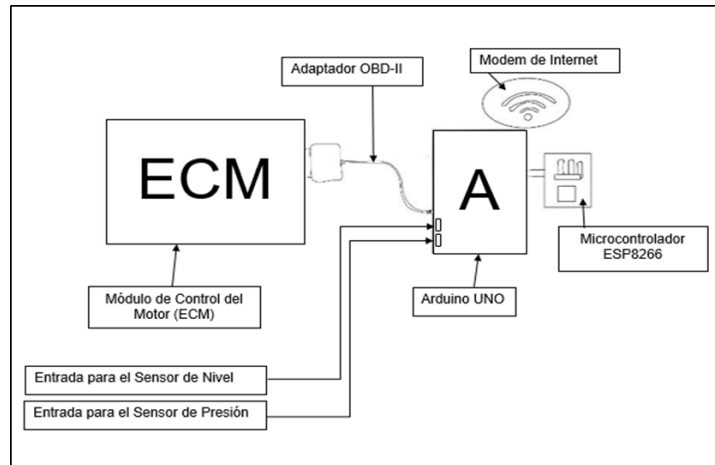 Adaptador OBD-II
Modem de Internet
ECM
A
Microcontrolador
ESP8266
Módulo de Control del
Motor (ECM)
Arduino UNO
Entrada para el Sensor de Nivel
Entrada para el Sensor de Presión